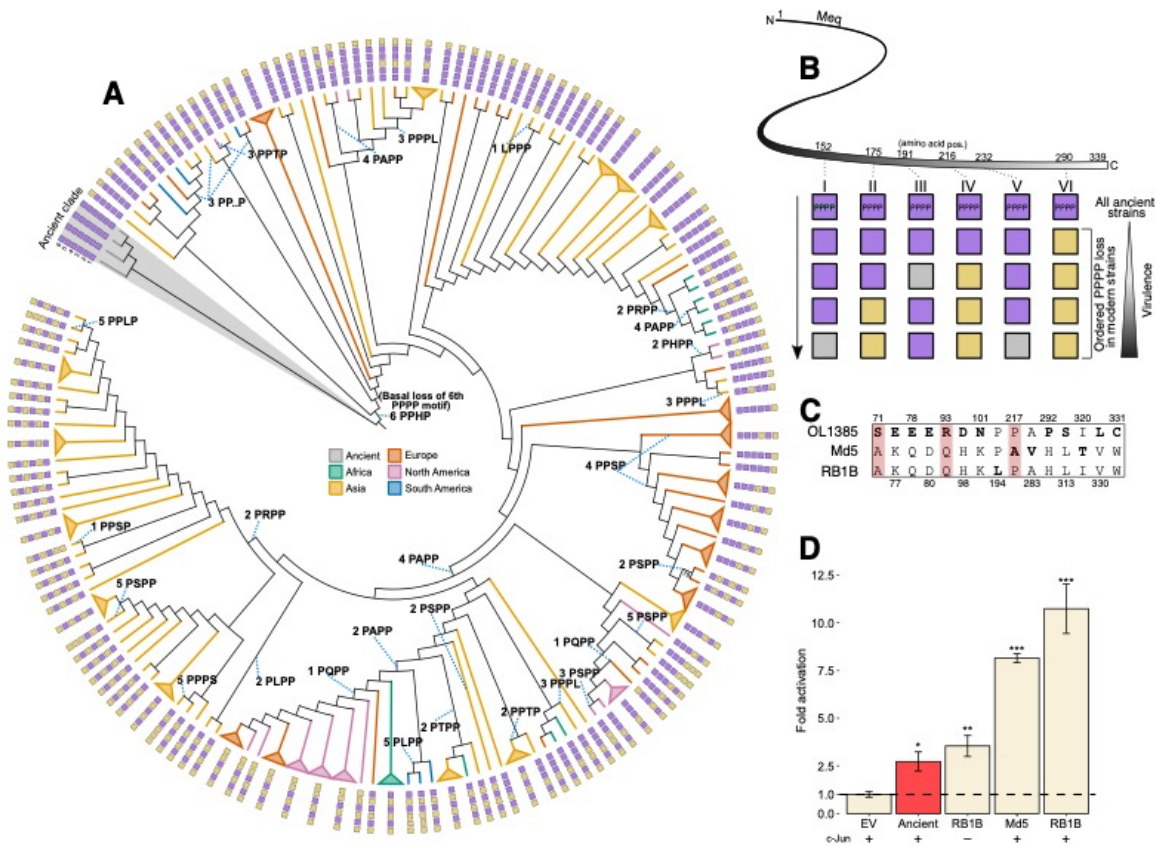 A
Ancient clade
3 PPTP
3 PP..P
4 PAPP
3 PPPL
1 LPPP
2 PRPP
4 PAPP
2 PHPP
3 PPPL
4 PPSP
2 PSPP
5 PSPP
1 PQPP
3 PSPP
3 PPPL
2 PPTP
2 PSPP
4 PAPP
2 PAPP
2 PTPP
5 PLPP
1 PQPP
2 PLPP
5 PPPS
5 PSPP
1 PPSP
2 PRPP
5 PPLP
(Basal loss of 6th
PPPP motif)
6 PPHP
Ancient
Africa
Asia
Europe
North America
South America
B
N 1 Meq
(amino acid pos.)
152 175 191 216 232 290 339 C
I II III IV V VI
PPPP PPPP PPPP PPPP PPPP PPPP
All ancient
strains
Ordered PPPP loss
in modern strains
Virulence
C
71 78 93 101 217 292 320 331
OL1385 S E E E R D N P P A P S I L C
Md5 A K Q D Q H K P A V H L T V W
RB1B A K Q D Q H K L P A H L I V W
77 80 98 194 283 313 330
D
Fold activation
12.5
10.0
7.5
5.0
2.5
1.0
0.0
* ** *** ***
EV Ancient RB1B Md5 RB1B
c-Jun + + − + +